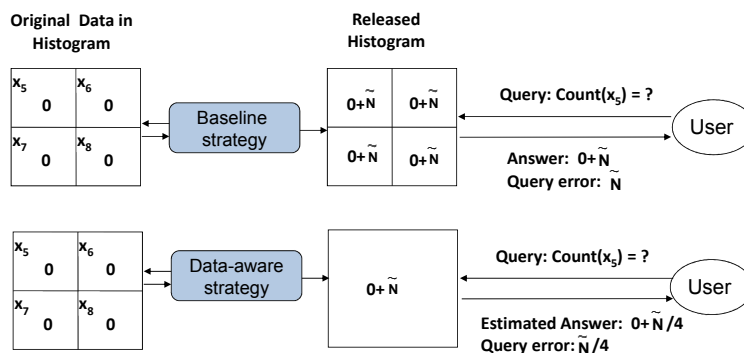 Original Data in
Histogram
Released
Histogram
x₅ 0 x₆ 0
x₇ 0 x₈ 0
Baseline
strategy
0+Ñ 0+Ñ
0+Ñ 0+Ñ
Query: Count(x₅) = ?
User
Answer: 0+Ñ
Query error: Ñ
x₅ 0 x₆ 0
x₇ 0 x₈ 0
Data-aware
strategy
0+Ñ
Query: Count(x₅) = ?
User
Estimated Answer: 0+Ñ/4
Query error: Ñ/4